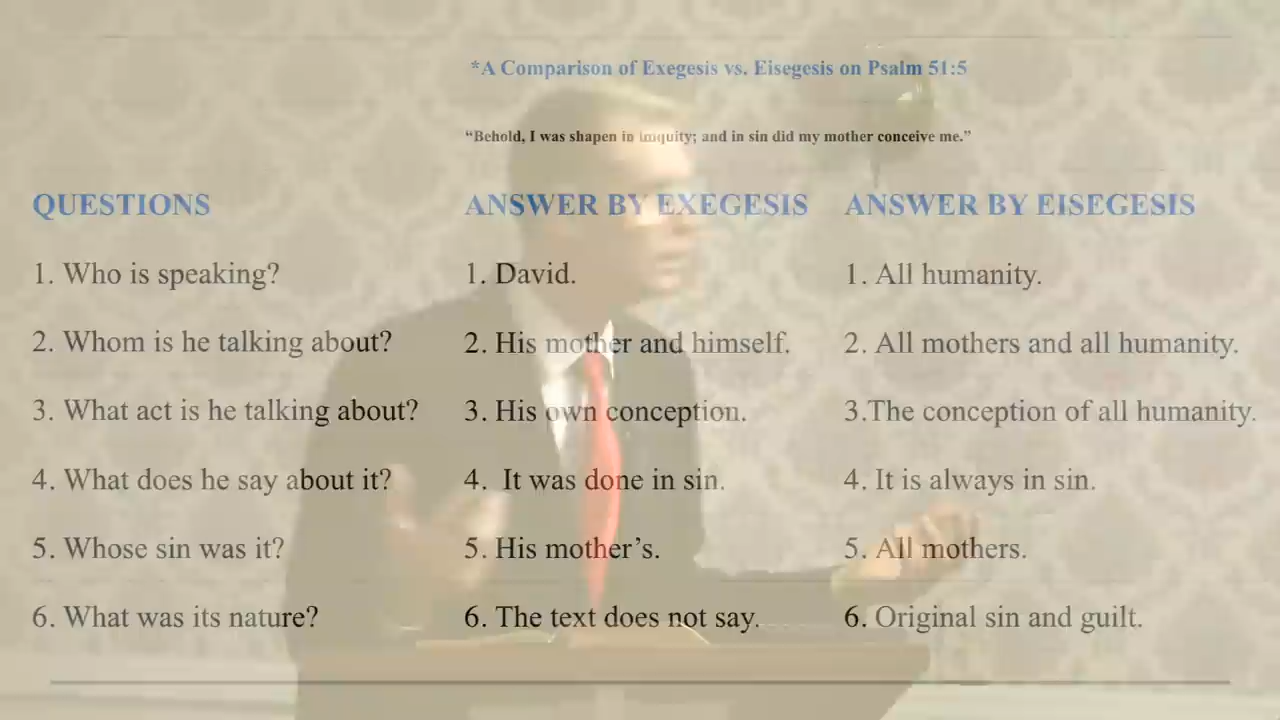 *A Comparison of Exegesis vs. Eisegesis on Psalm 51:5
“Behold, I was shapen in iniquity; and in sin did my mother conceive me.”
QUESTIONS ANSWER BY EXEGESIS ANSWER BY EISEGESIS
1. Who is speaking? 1. David. 1. All humanity.
2. Whom is he talking about? 2. His mother and himself. 2. All mothers and all humanity.
3. What act is he talking about? 3. His own conception. 3.The conception of all humanity.
4. What does he say about it? 4. It was done in sin. 4. It is always in sin.
5. Whose sin was it? 5. His mother’s. 5. All mothers.
6. What was its nature? 6. The text does not say. 6. Original sin and guilt.